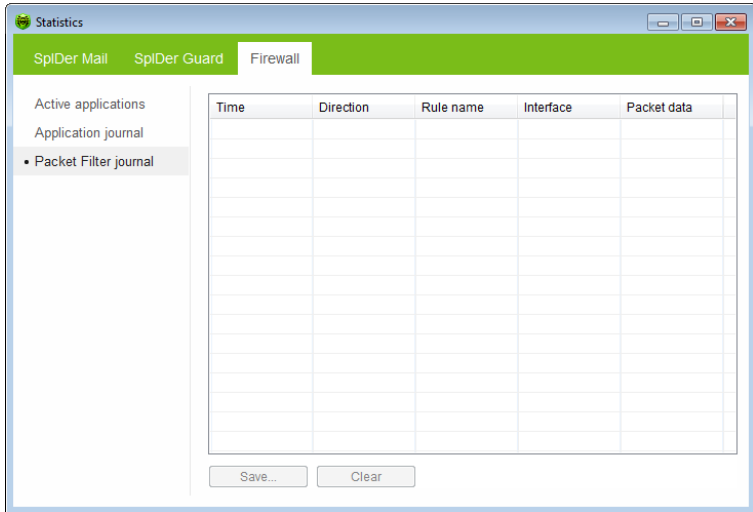 Statistics
SpIDer Mail SpIDer Guard Firewall
Active applications
Application journal
• Packet Filter journal
Time Direction Rule name Interface Packet data
Save... Clear